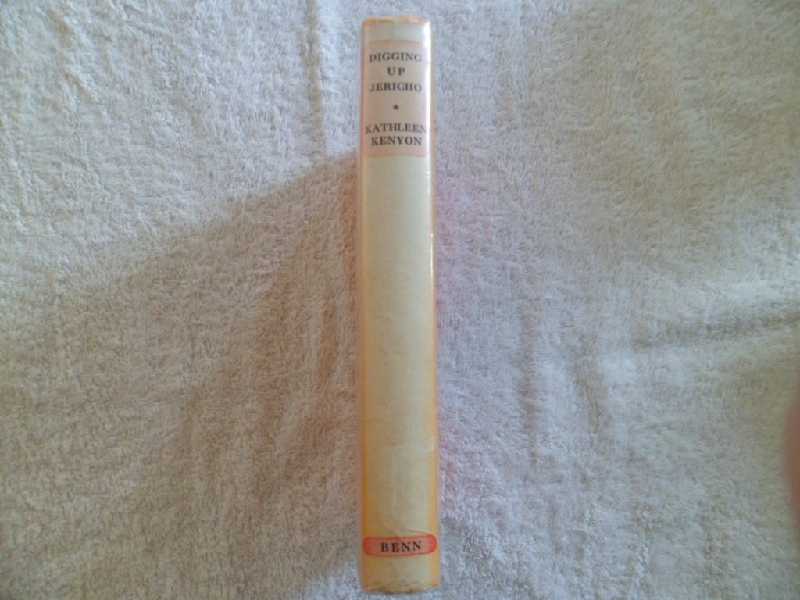 DIGGING
UP
JERICHO
*
KATHLEEN
KENYON
BENN